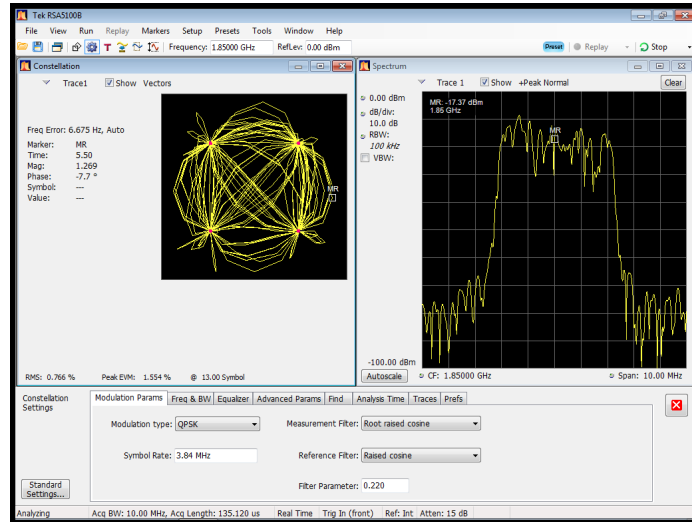 Tek RSA5100B
File View Run Replay Markers Setup Presets Tools Window Help
T Frequency: 1.85000 GHz RefLev: 0.00 dBm Preset Replay Stop
Constellation
Trace1 Show Vectors
Freq Error: 6.675 Hz, Auto
Marker: MR
Time: 5.50
Mag: 1.269
Phase: -7.7 °
Symbol: ---
Value: ---
MR
RMS: 0.766 % Peak EVM: 1.554 % @ 13.00 Symbol
Spectrum
Trace 1 Show +Peak Normal Clear
0.00 dBm
dB/div:
10.0 dB
RBW:
100 kHz
VBW:
MR: -17.37 dBm
1.85 GHz
MR
-100.00 dBm
Autoscale CF: 1.85000 GHz Span: 10.00 MHz
Constellation
Settings
Modulation Params Freq & BW Equalizer Advanced Params Find Analysis Time Traces Prefs
Modulation type: QPSK Measurement Filter: Root raised cosine
Symbol Rate: 3.84 MHz Reference Filter: Raised cosine
Filter Parameter: 0.220
Standard
Settings...
Analyzing Acq BW: 10.00 MHz, Acq Length: 135.120 us Real Time Trig In (front) Ref: Int Atten: 15 dB